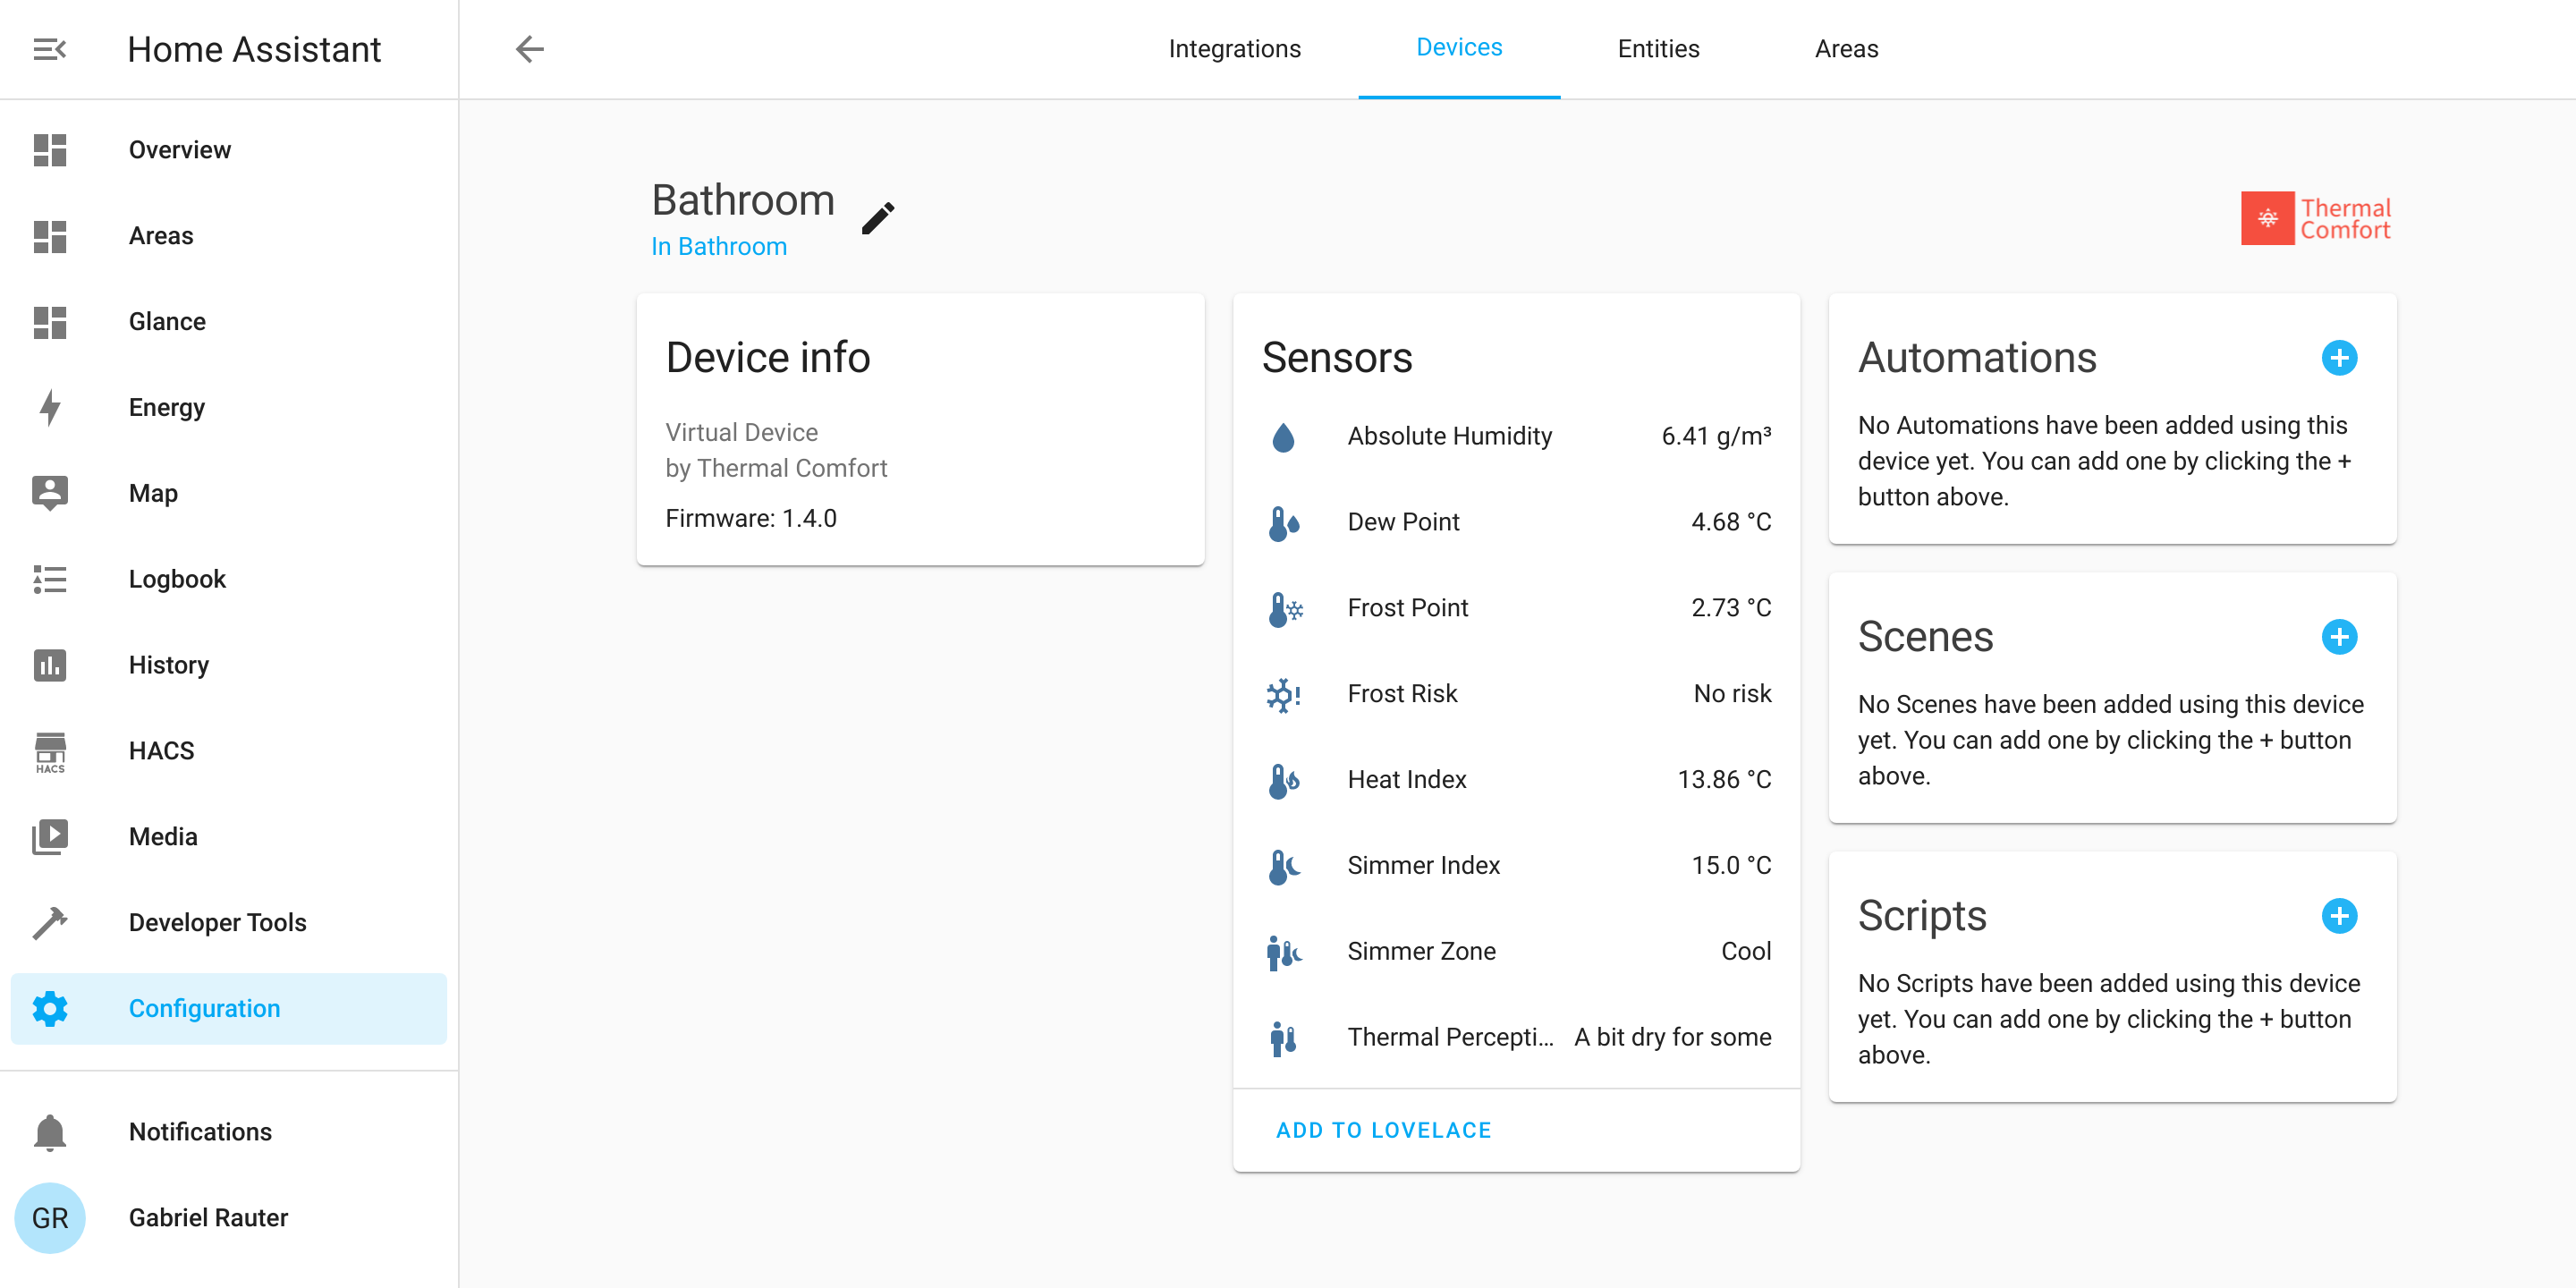 Home Assistant
Integrations
Devices
Entities
Areas
Overview
Areas
Glance
Energy
Map
Logbook
History
HACS
HACS
Media
Developer Tools
Configuration
Notifications
GR
Gabriel Rauter
Bathroom
In Bathroom
Thermal
Comfort
Device info
Virtual Device
by Thermal Comfort
Firmware: 1.4.0
Sensors
Absolute Humidity 6.41 g/m³
Dew Point 4.68 °C
Frost Point 2.73 °C
Frost Risk No risk
Heat Index 13.86 °C
Simmer Index 15.0 °C
Simmer Zone Cool
Thermal Percepti... A bit dry for some
ADD TO LOVELACE
Automations
No Automations have been added using this
device yet. You can add one by clicking the +
button above.
Scenes
No Scenes have been added using this device
yet. You can add one by clicking the + button
above.
Scripts
No Scripts have been added using this device
yet. You can add one by clicking the + button
above.